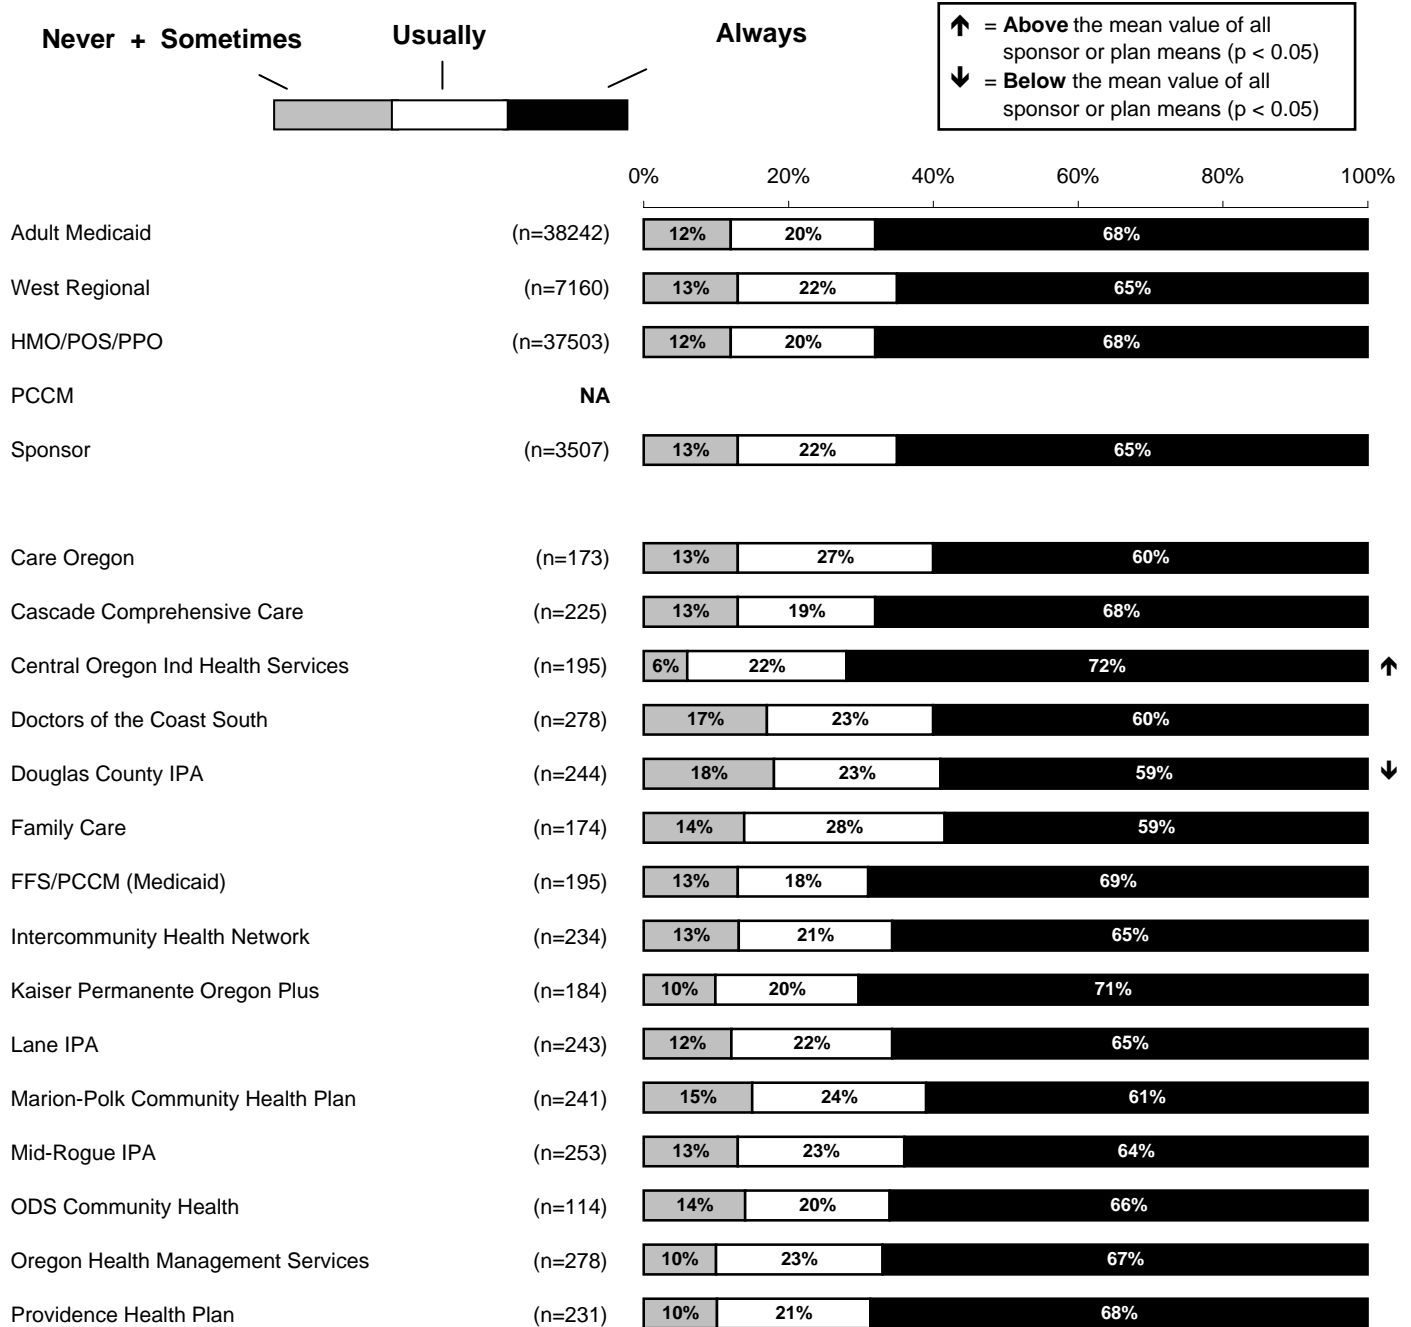 Never + Sometimes Usually Always
↑ = Above the mean value of all
sponsor or plan means (p < 0.05)
↓ = Below the mean value of all
sponsor or plan means (p < 0.05)
0% 20% 40% 60% 80% 100%
Adult Medicaid (n=38242) 12% 20% 68%
West Regional (n=7160) 13% 22% 65%
HMO/POS/PPO (n=37503) 12% 20% 68%
PCCM NA
Sponsor (n=3507) 13% 22% 65%
Care Oregon (n=173) 13% 27% 60%
Cascade Comprehensive Care (n=225) 13% 19% 68%
Central Oregon Ind Health Services (n=195) 6% 22% 72% ↑
Doctors of the Coast South (n=278) 17% 23% 60%
Douglas County IPA (n=244) 18% 23% 59% ↓
Family Care (n=174) 14% 28% 59%
FFS/PCCM (Medicaid) (n=195) 13% 18% 69%
Intercommunity Health Network (n=234) 13% 21% 65%
Kaiser Permanente Oregon Plus (n=184) 10% 20% 71%
Lane IPA (n=243) 12% 22% 65%
Marion-Polk Community Health Plan (n=241) 15% 24% 61%
Mid-Rogue IPA (n=253) 13% 23% 64%
ODS Community Health (n=114) 14% 20% 66%
Oregon Health Management Services (n=278) 10% 23% 67%
Providence Health Plan (n=231) 10% 21% 68%